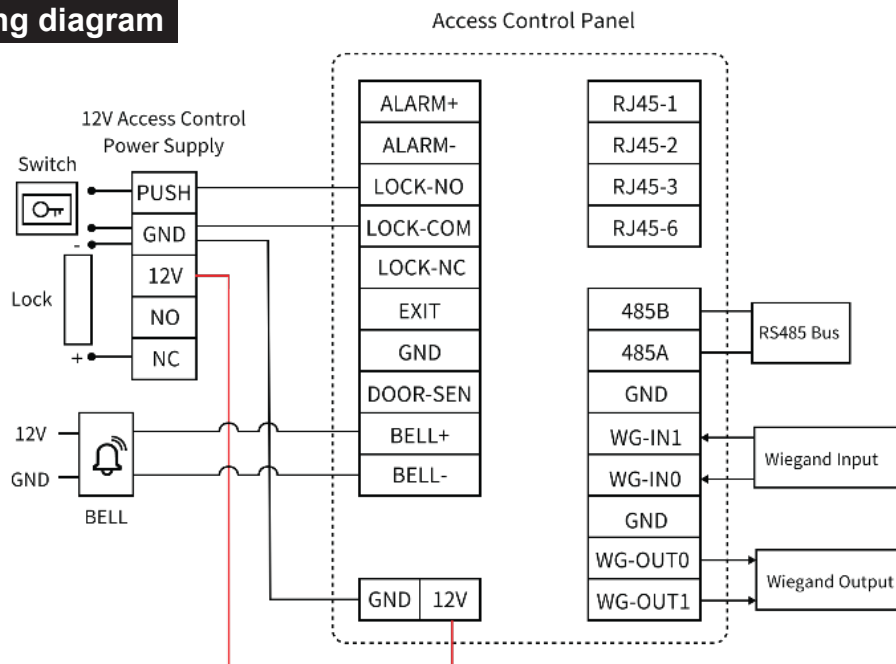 ng diagram
Access Control Panel
12V Access Control
Power Supply
Switch
PUSH
GND
12V
NO
NC
-
Lock
+
12V
GND
BELL
ALARM+
ALARM-
LOCK-NO
LOCK-COM
LOCK-NC
EXIT
GND
DOOR-SEN
BELL+
BELL-
GND
12V
RJ45-1
RJ45-2
RJ45-3
RJ45-6
485B
485A
GND
WG-IN1
WG-IN0
GND
WG-OUT0
WG-OUT1
RS485 Bus
Wiegand Input
Wiegand Output